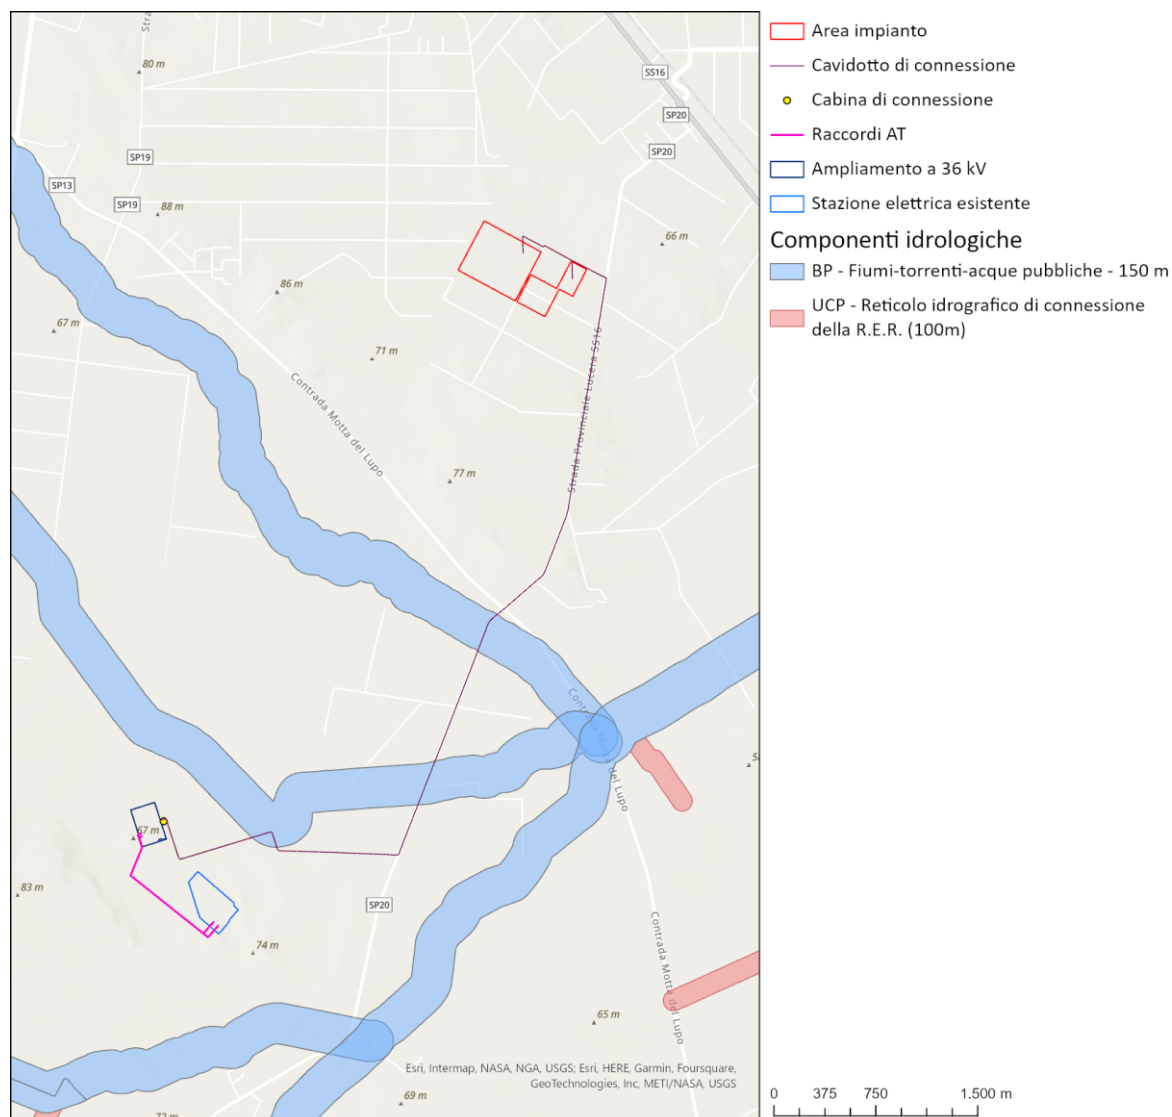 Stra
80 m
SS16
SP20
SP20
SP19
SP13
SP19
88 m
66 m
86 m
67 m
71 m
Strada Provinciale Lucera SS16
Contrada Motta del Lupo
77 m
Contrada Motta del Lupo
67 m
83 m
SP20
74 m
Contrada Motta del Lupo
65 m
69 m
Esri, Intermap, NASA, NGA, USGS; Esri, HERE, Garmin, Foursquare,
GeoTechnologies, Inc, METI/NASA, USGS
Area impianto
Cavidotto di connessione
Cabina di connessione
Raccordi AT
Ampliamento a 36 kV
Stazione elettrica esistente
Componenti idrologiche
BP - Fiumi-torrenti-acque pubbliche - 150 m
UCP - Reticolo idrografico di connessione
della R.E.R. (100m)
0 375 750 1.500 m